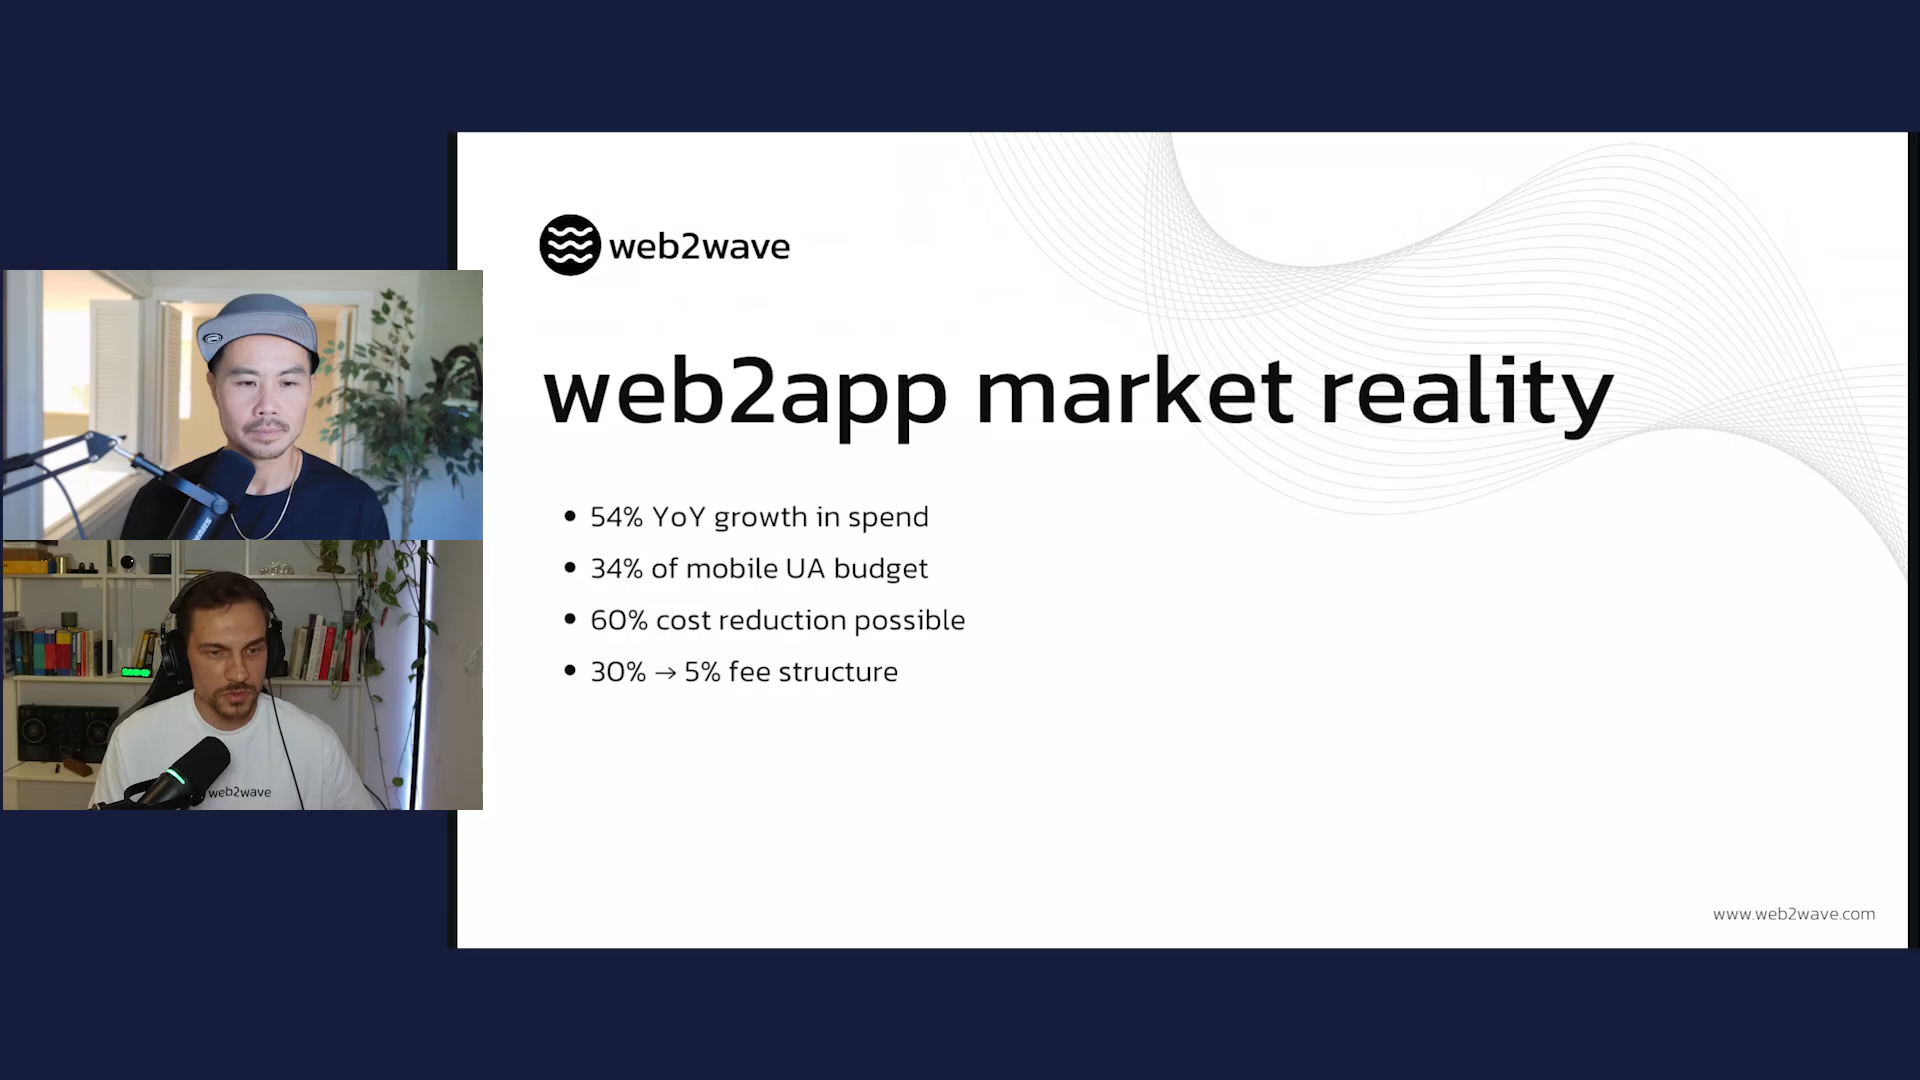 web2wave
web2app market reality
• 54% YoY growth in spend
• 34% of mobile UA budget
• 60% cost reduction possible
• 30% → 5% fee structure
www.web2wave.com
web2wave